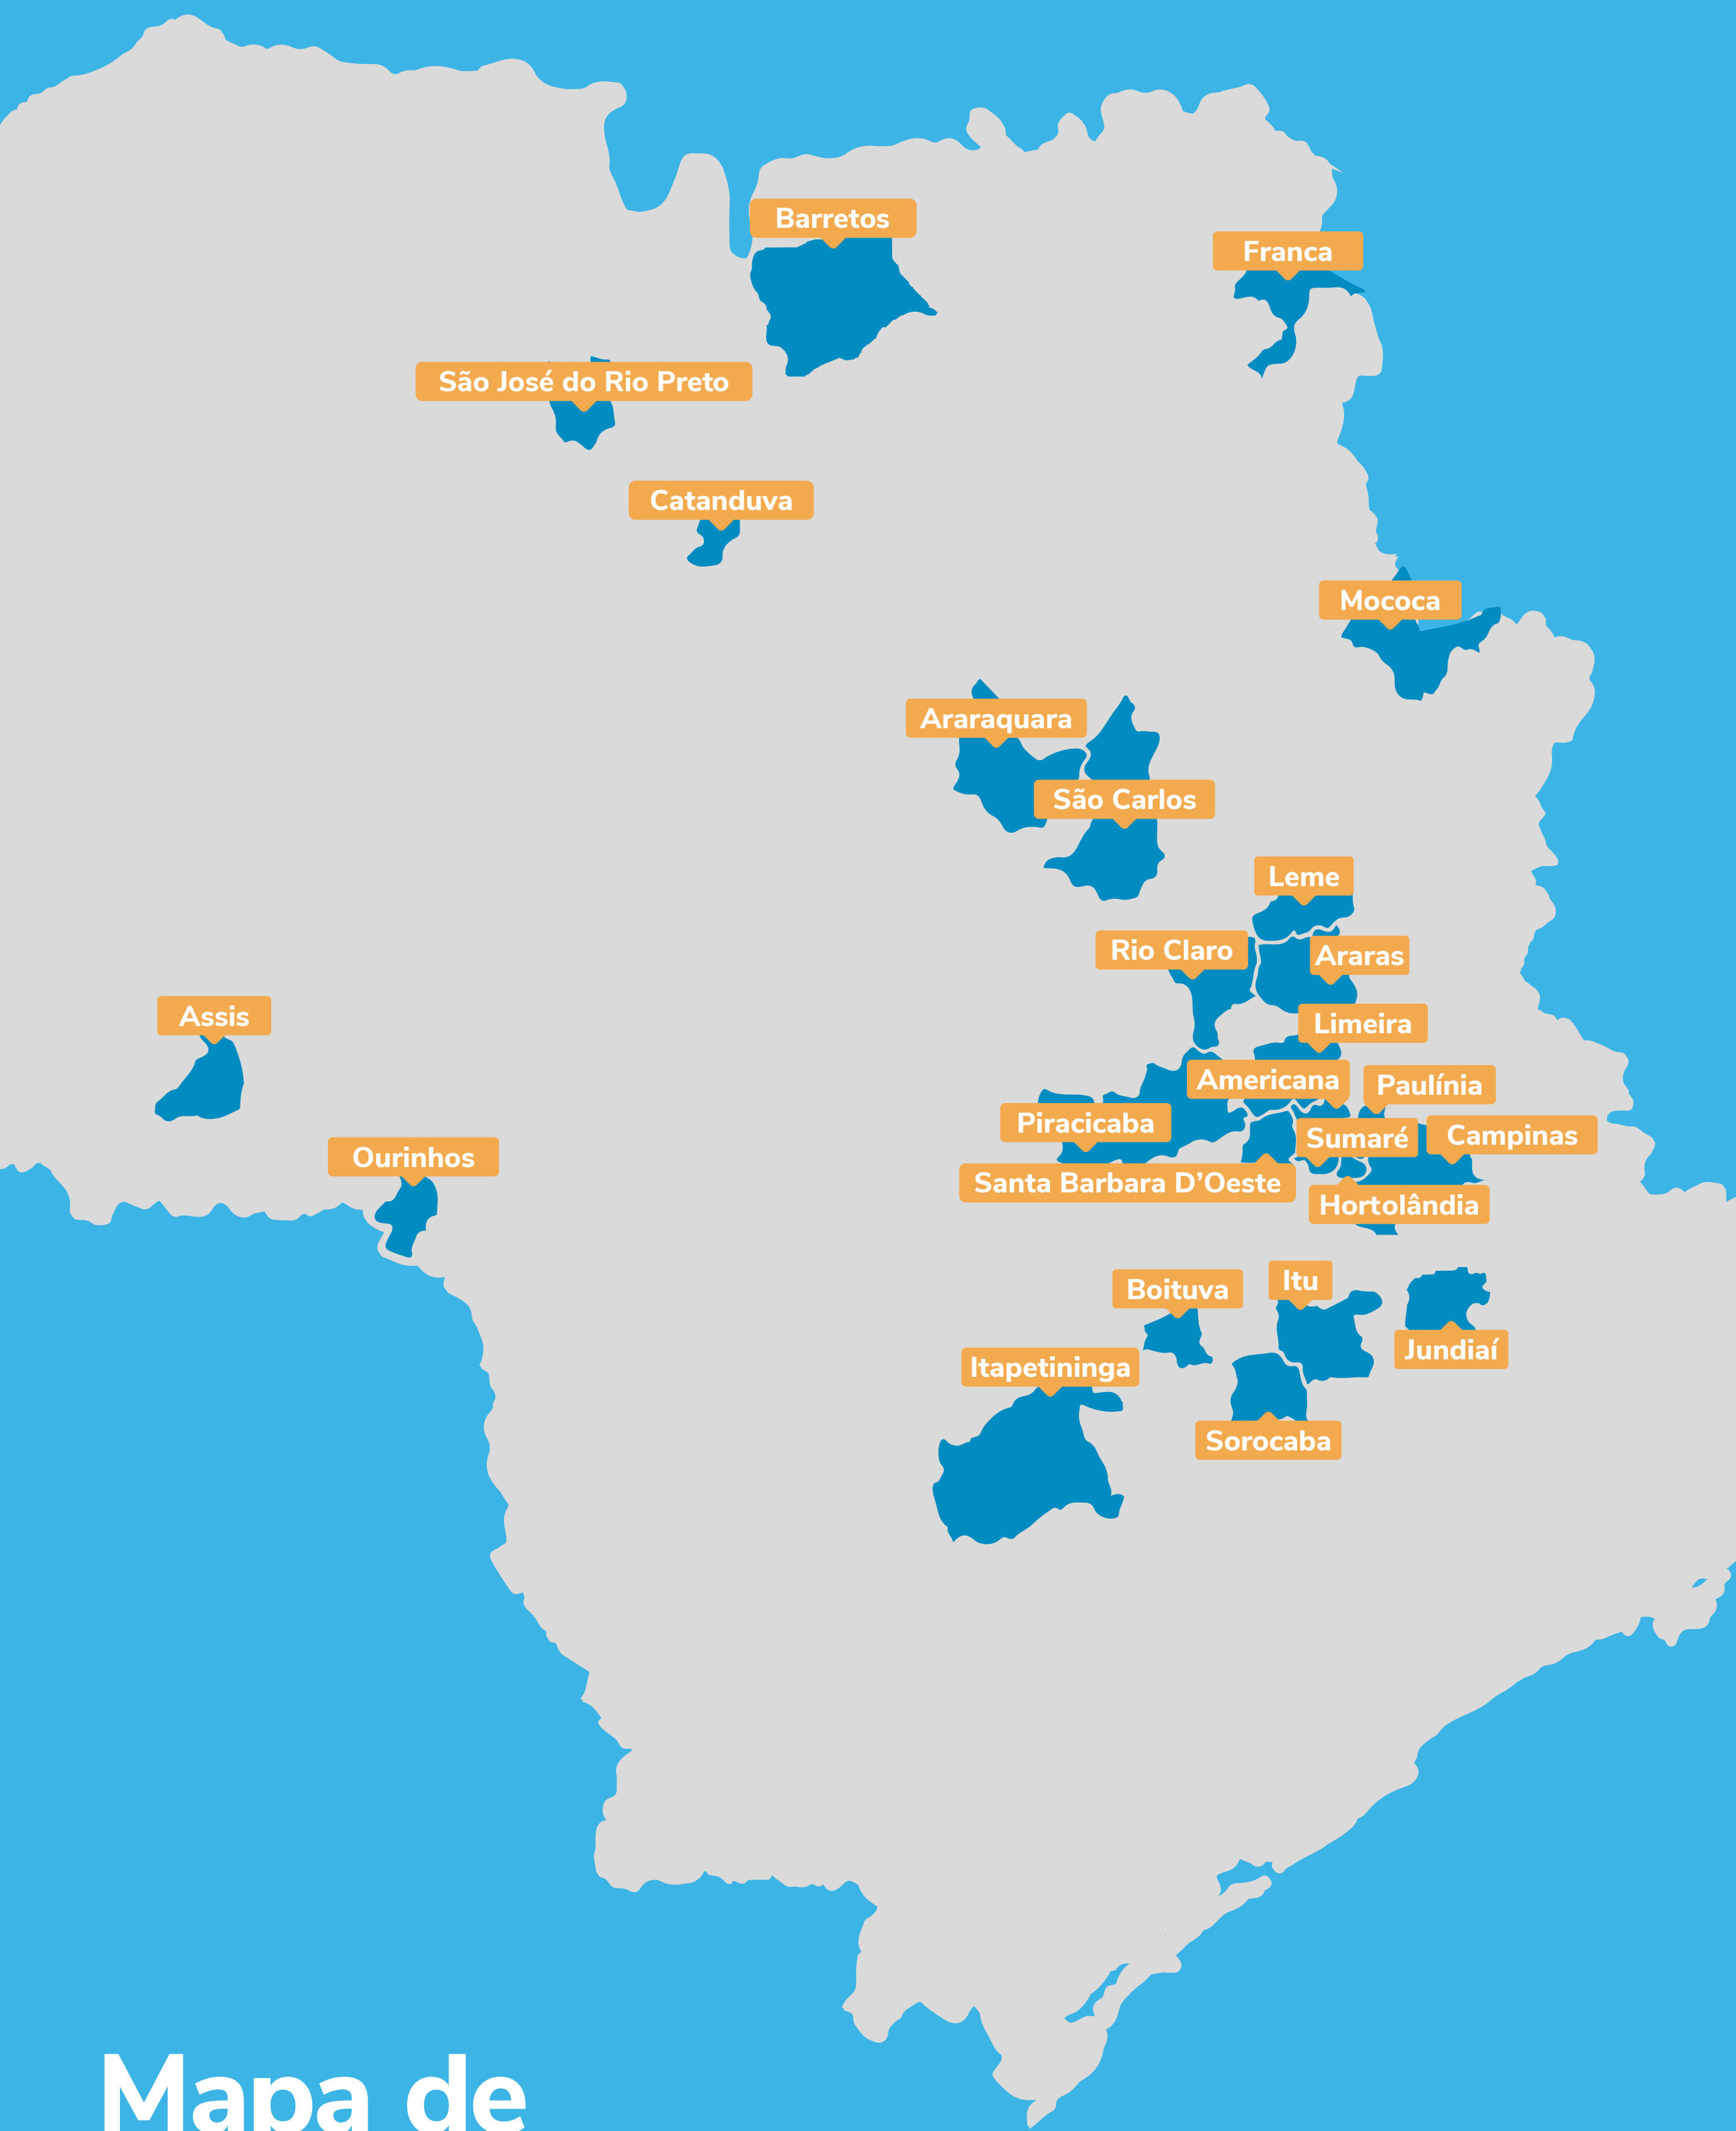 Barretos
Franca
São José do Rio Preto
Catanduva
Mococa
Araraquara
São Carlos
Leme
Rio Claro
Araras
Assis
Limeira
Americana
Paulínia
Piracicaba
Sumaré
Campinas
Ourinhos
Santa Barbara D’Oeste
Hortolândia
Boituva
Itu
Jundiaí
Itapetininga
Sorocaba
Mapa de